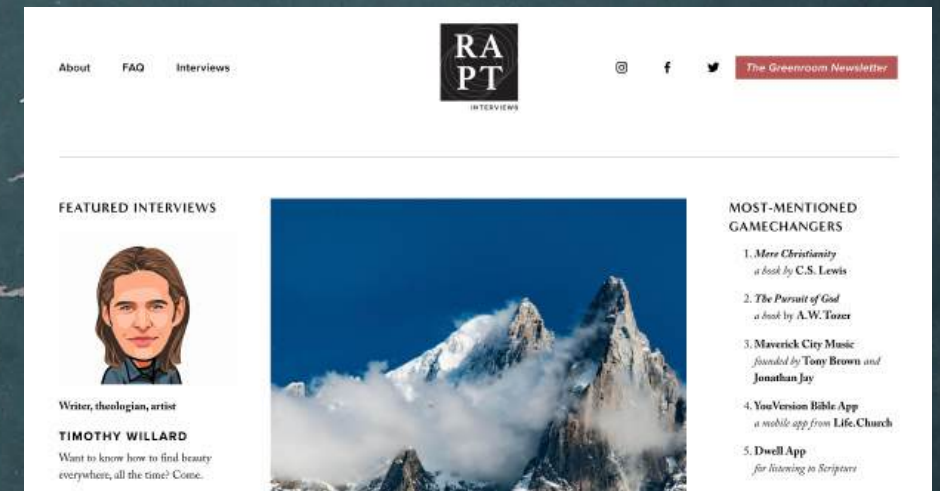 About FAQ Interviews
RA
PT
INTERVIEWS
The Greenroom Newsletter
FEATURED INTERVIEWS
Writer, theologian, artist
TIMOTHY WILLARD
Want to know how to find beauty
everywhere, all the time? Come.
MOST-MENTIONED
GAMECHANGERS
1. Mere Christianity
a book by C.S. Lewis
2. The Pursuit of God
a book by A.W. Tozer
3. Maverick City Music
founded by Tony Brown and
Jonathan Jay
4. YouVersion Bible App
a mobile app from Life.Church
5. Dwell App
for listening to Scripture